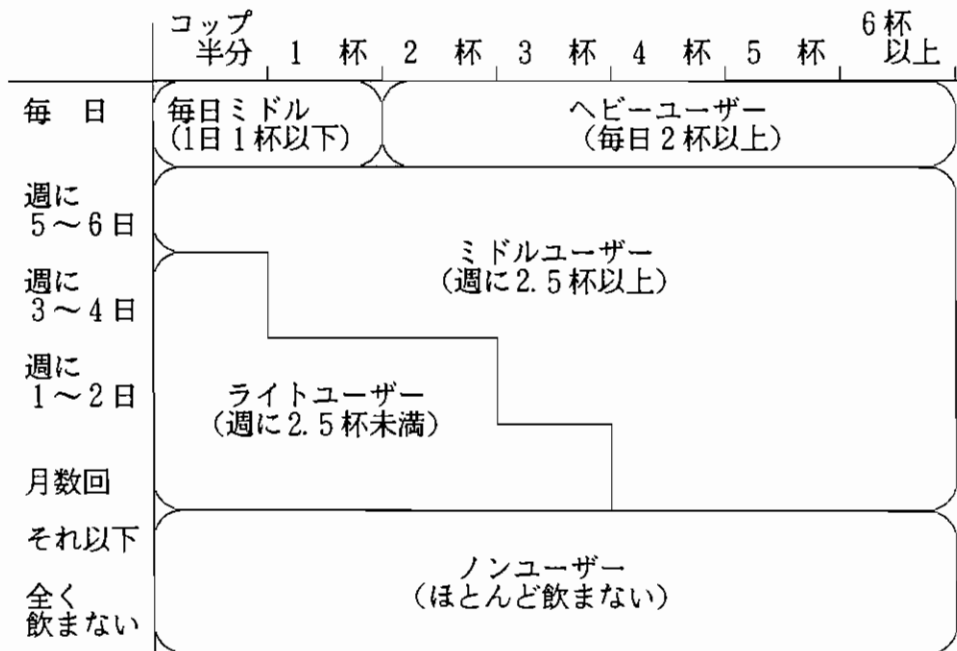 コップ
半分 1 杯 2 杯 3 杯 4 杯 5 杯 6杯
以上
毎 日
毎日ミドル
(1日1杯以下)
ヘビーユーザー
(毎日2杯以上)
週に
5～6日
ミドルユーザー
(週に2.5杯以上)
週に
3～4日
週に
1～2日
ライトユーザー
(週に2.5杯未満)
月数回
それ以下
ノンユーザー
(ほとんど飲まない)
全く
飲まない